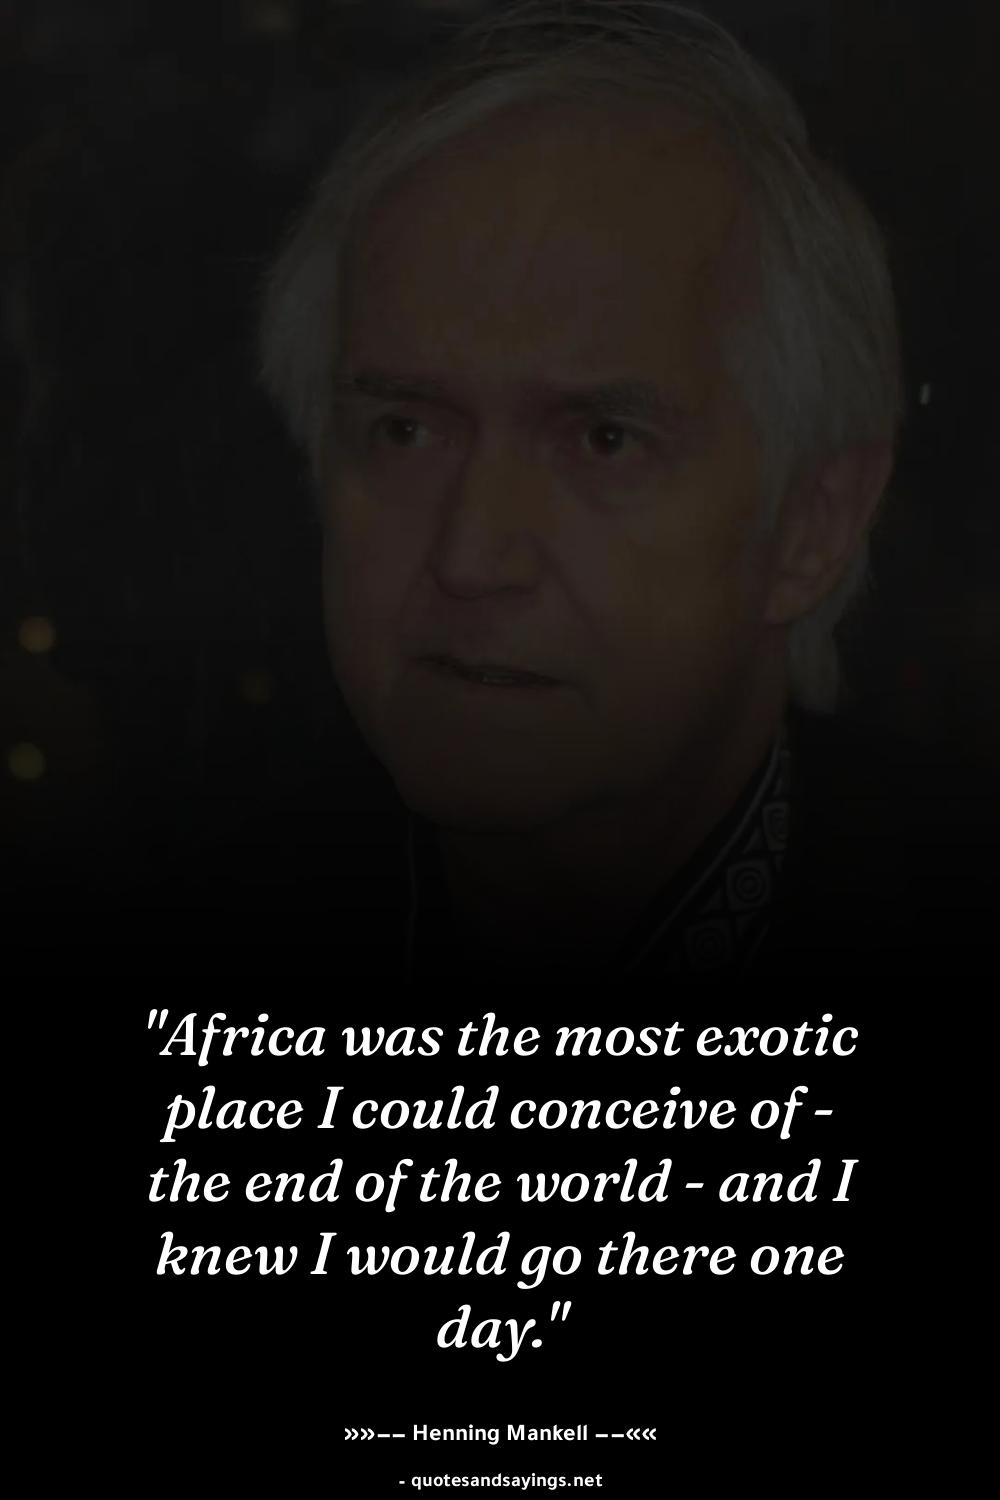 "Africa was the most exotic
place I could conceive of -
the end of the world - and I
knew I would go there one
day."
»»–– Henning Mankell ––««
- quotesandsayings.net